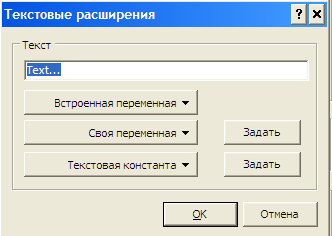 Текстовые расширения
Текст
Text...
Встроенная переменная
Своя переменная Задать
Текстовая константа Задать
OK Отмена